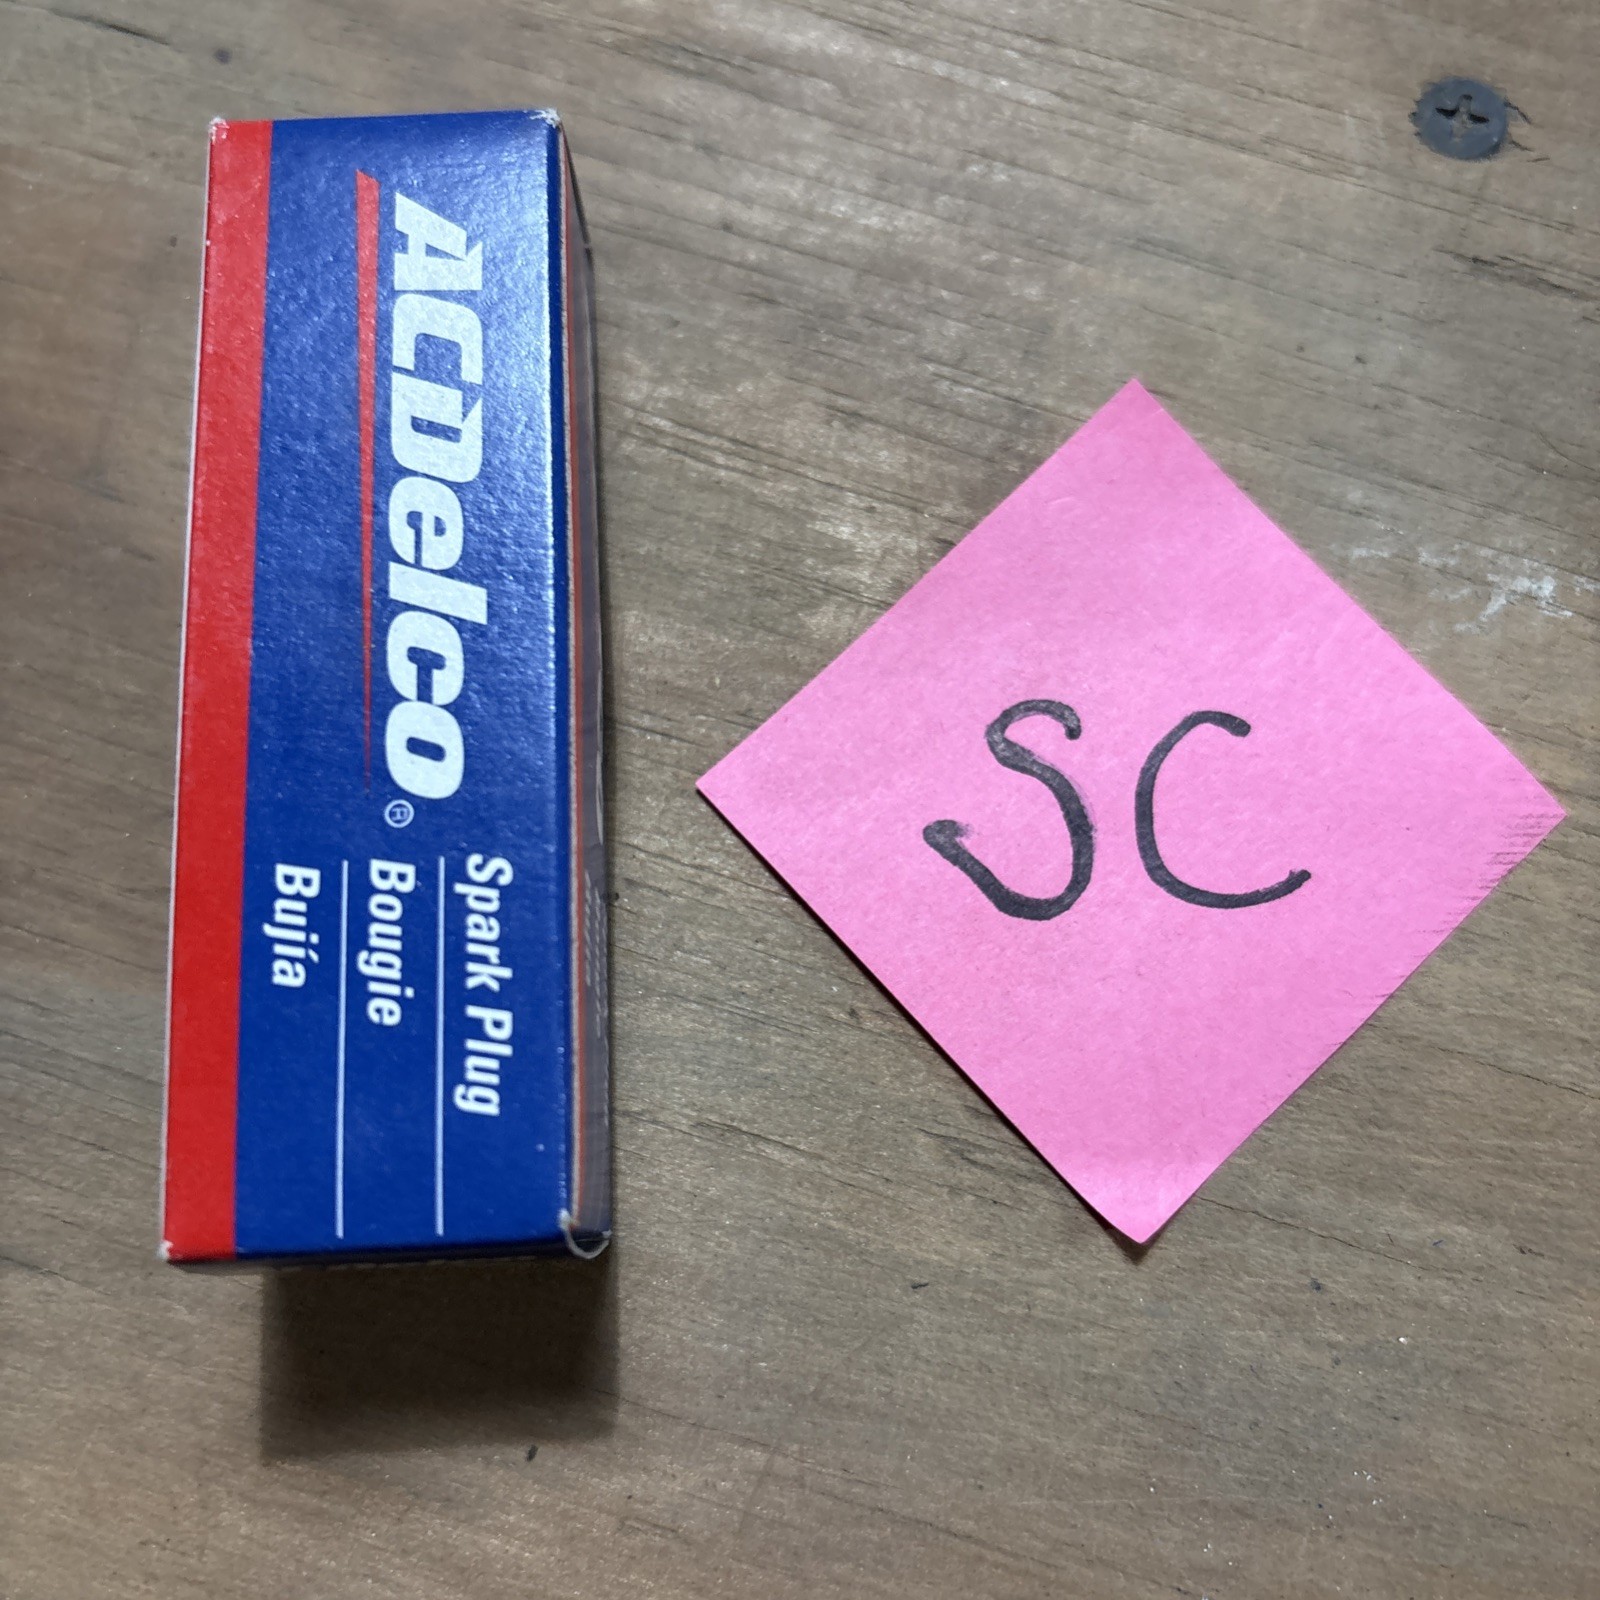 ACDelco®
Spark Plug
Bougie
Bujía
SC